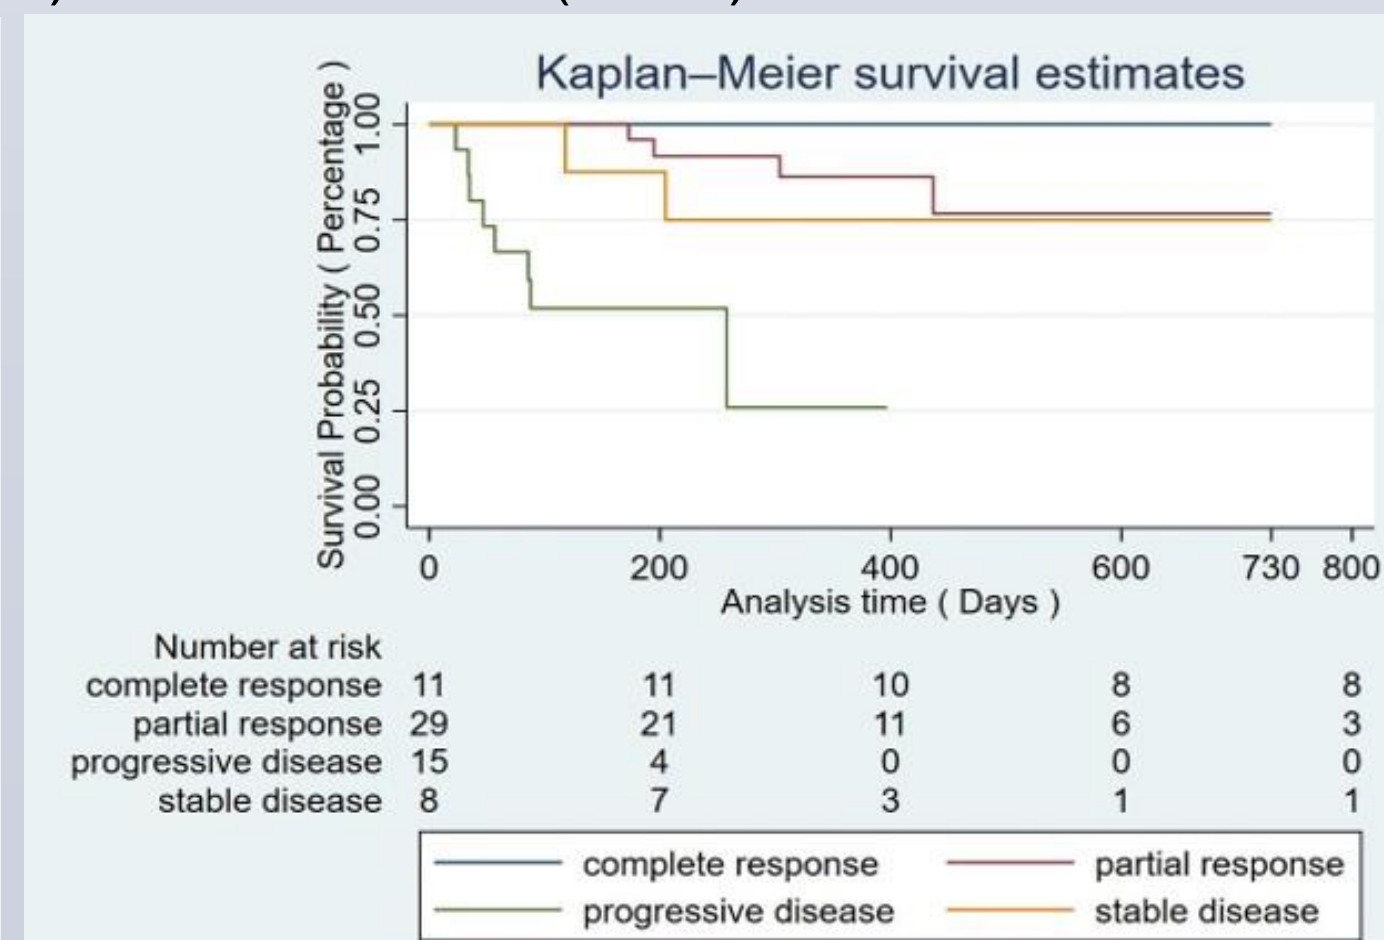 Kaplan–Meier survival estimates
Survival Probability ( Percentage )
1.00
0.75
0.50
0.25
0.00
0 200 400 600 730 800
Analysis time ( Days )
Number at risk
complete response 11 11 10 8 8
partial response 29 21 11 6 3
progressive disease 15 4 0 0 0
stable disease 8 7 3 1 1
complete response partial response
progressive disease stable disease